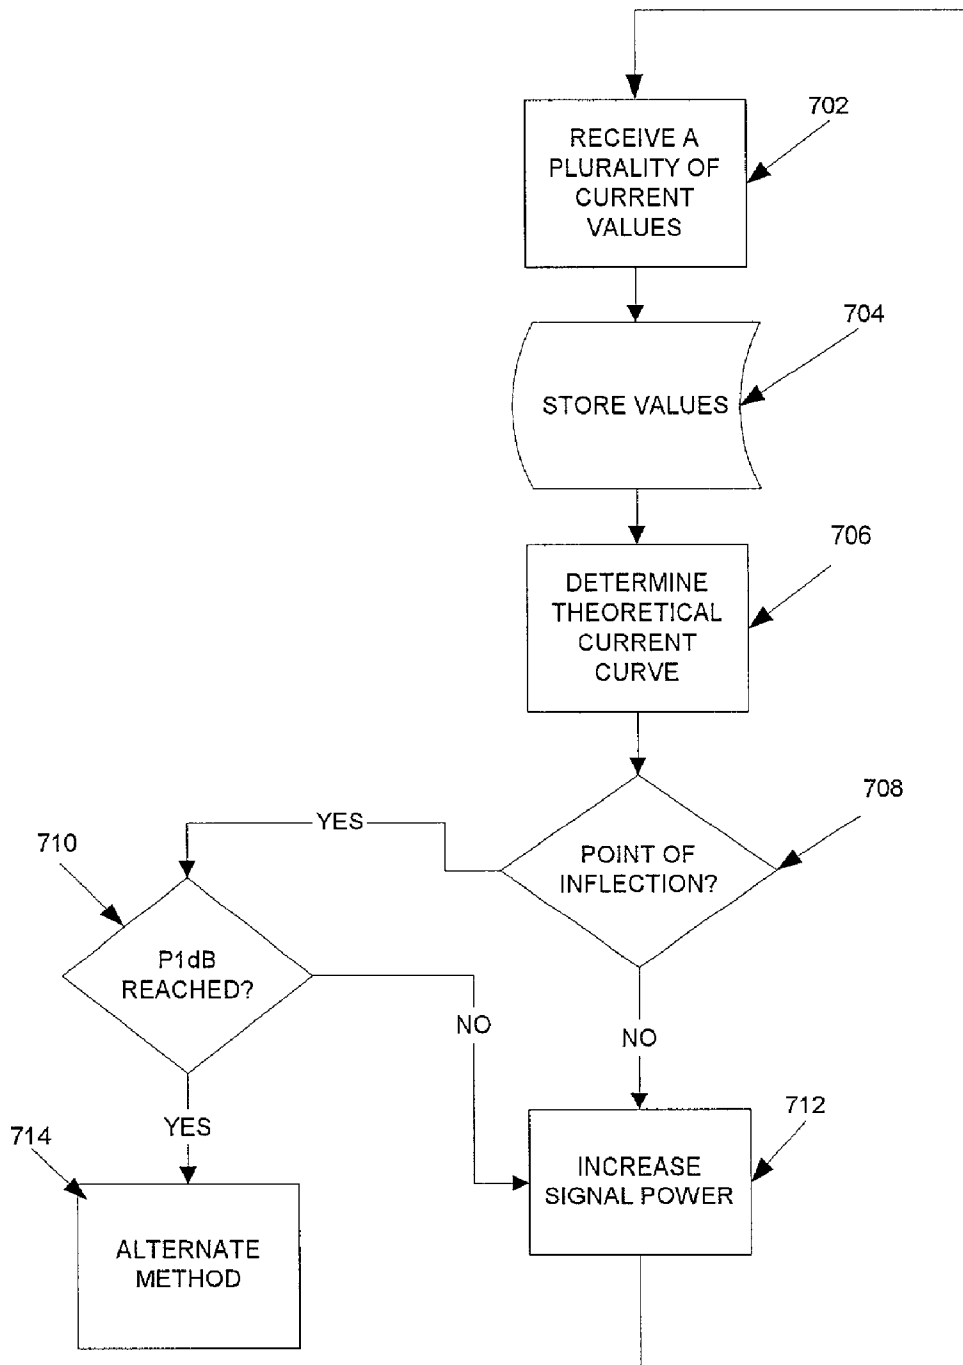 702
RECEIVE A
PLURALITY OF
CURRENT
VALUES
704
STORE VALUES
706
DETERMINE
THEORETICAL
CURRENT
CURVE
708
YES
710
POINT OF
INFLECTION?
P1dB
REACHED?
NO
NO
YES
712
714
INCREASE
SIGNAL POWER
ALTERNATE
METHOD